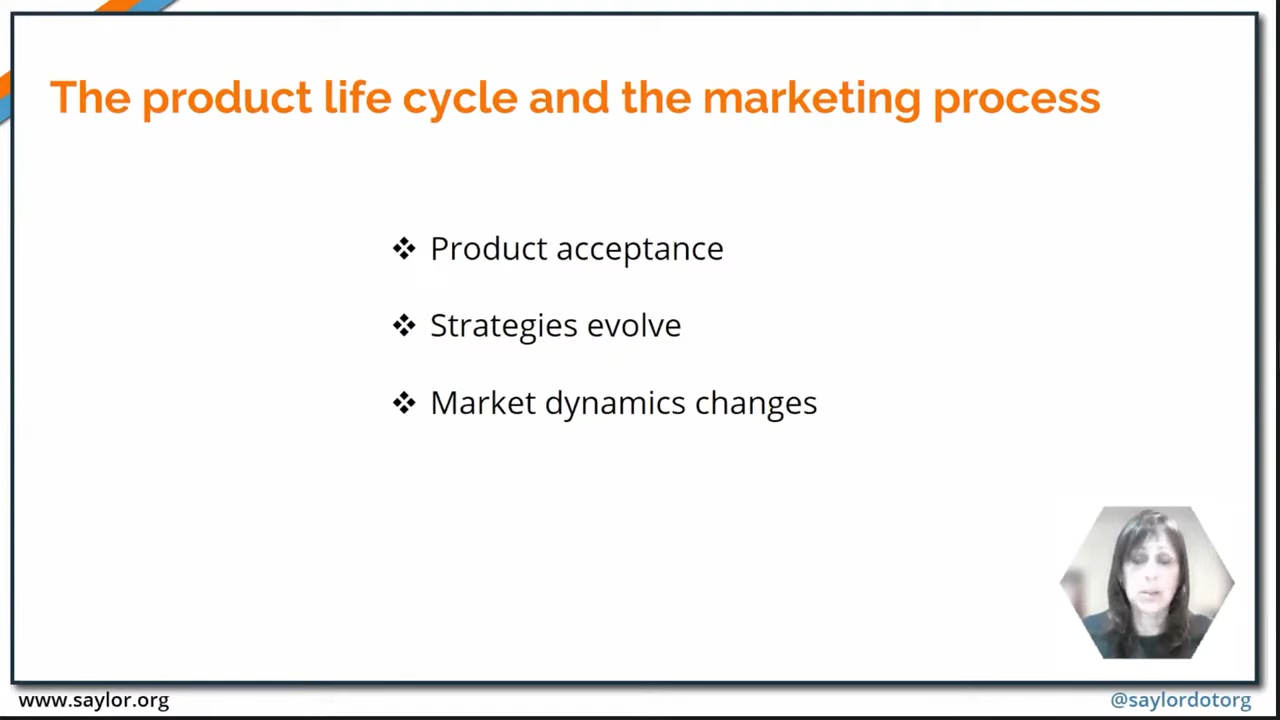 The product life cycle and the marketing process
❖ Product acceptance
❖ Strategies evolve
❖ Market dynamics changes
www.saylor.org
@saylordotorg